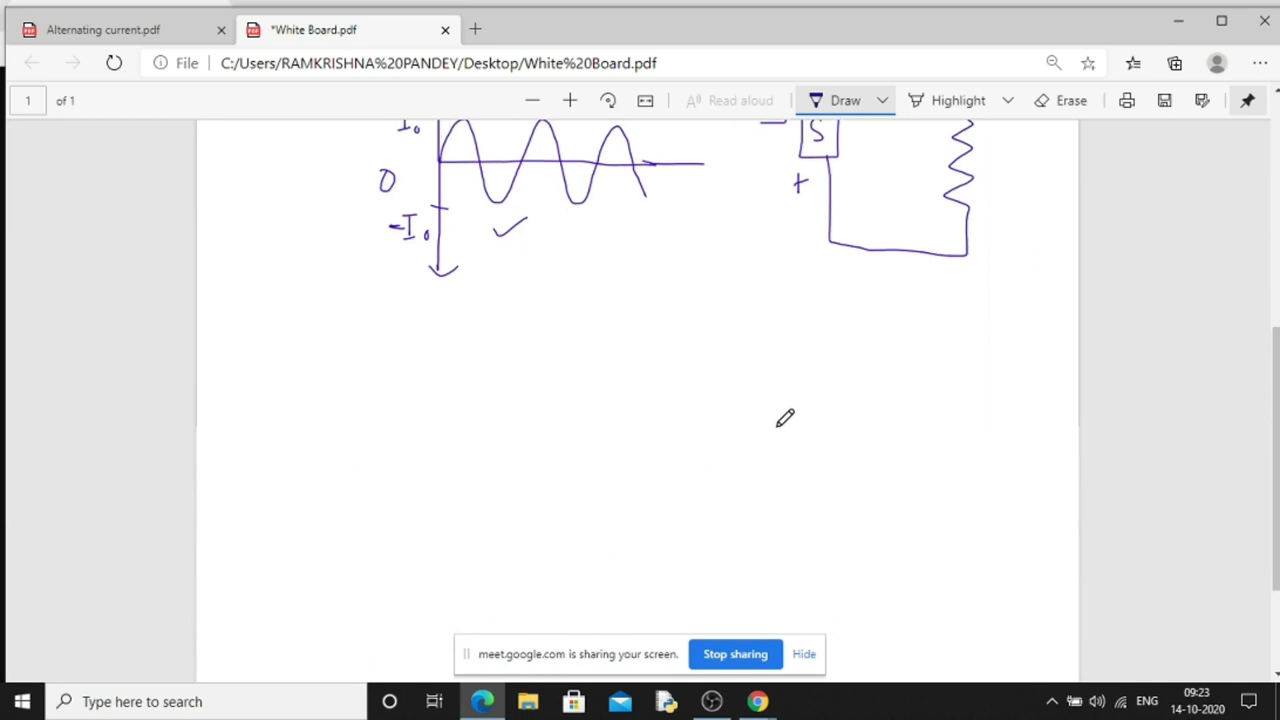 Alternating current.pdf
*White Board.pdf
File
C:/Users/RAMKRISHNA%20PANDEY/Desktop/White%20Board.pdf
1 of 1
Read aloud
Draw
Highlight
Erase
I₀
0
-I₀
S
+
meet.google.com is sharing your screen.
Stop sharing
Hide
Type here to search
ENG
09:23
14-10-2020